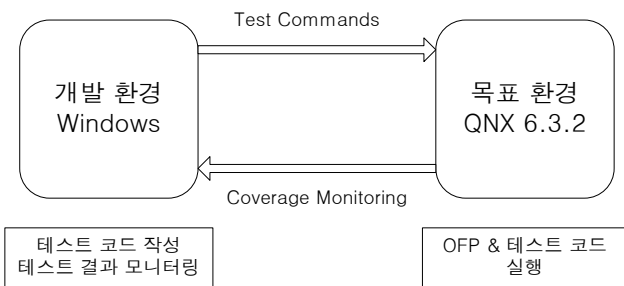 Test Commands
개발 환경
Windows
목표 환경
QNX 6.3.2
Coverage Monitoring
테스트 코드 작성
테스트 결과 모니터링
OFP & 테스트 코드
실행